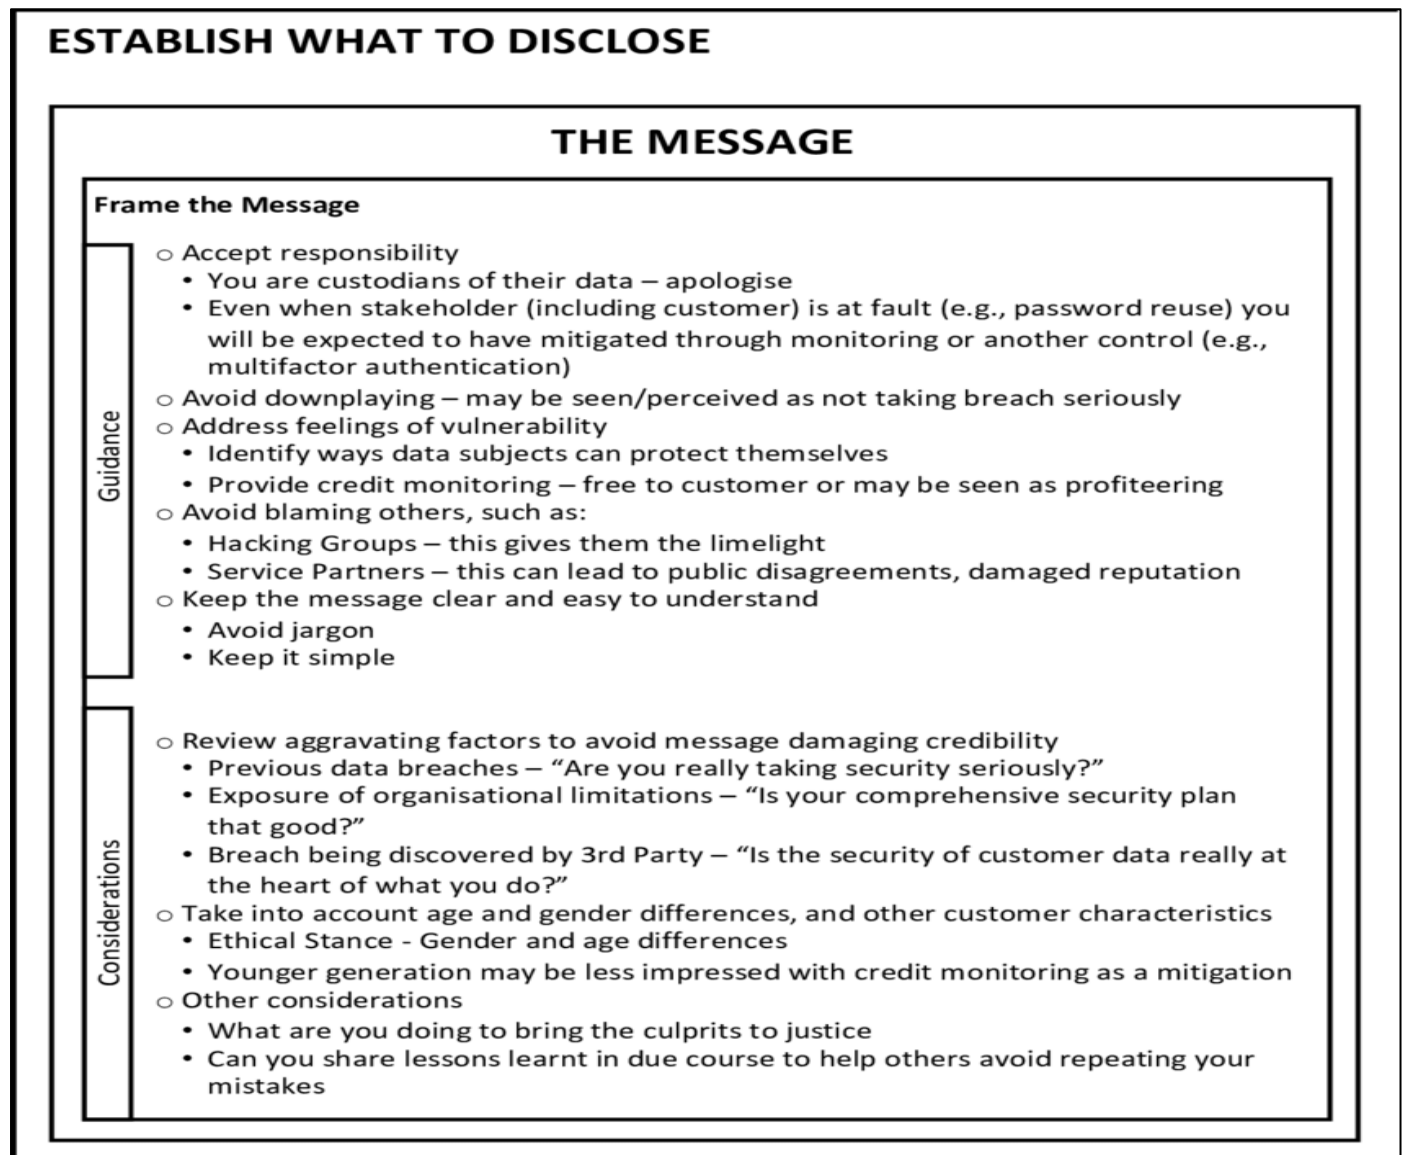 ESTABLISH WHAT TO DISCLOSE
THE MESSAGE
Frame the Message
Guidance
○ Accept responsibility
• You are custodians of their data – apologise
• Even when stakeholder (including customer) is at fault (e.g., password reuse) you
will be expected to have mitigated through monitoring or another control (e.g.,
multifactor authentication)
○ Avoid downplaying – may be seen/perceived as not taking breach seriously
○ Address feelings of vulnerability
• Identify ways data subjects can protect themselves
• Provide credit monitoring – free to customer or may be seen as profiteering
○ Avoid blaming others, such as:
• Hacking Groups – this gives them the limelight
• Service Partners – this can lead to public disagreements, damaged reputation
○ Keep the message clear and easy to understand
• Avoid jargon
• Keep it simple
Considerations
○ Review aggravating factors to avoid message damaging credibility
• Previous data breaches – “Are you really taking security seriously?”
• Exposure of organisational limitations – “Is your comprehensive security plan
that good?”
• Breach being discovered by 3rd Party – “Is the security of customer data really at
the heart of what you do?”
○ Take into account age and gender differences, and other customer characteristics
• Ethical Stance - Gender and age differences
• Younger generation may be less impressed with credit monitoring as a mitigation
○ Other considerations
• What are you doing to bring the culprits to justice
• Can you share lessons learnt in due course to help others avoid repeating your
mistakes